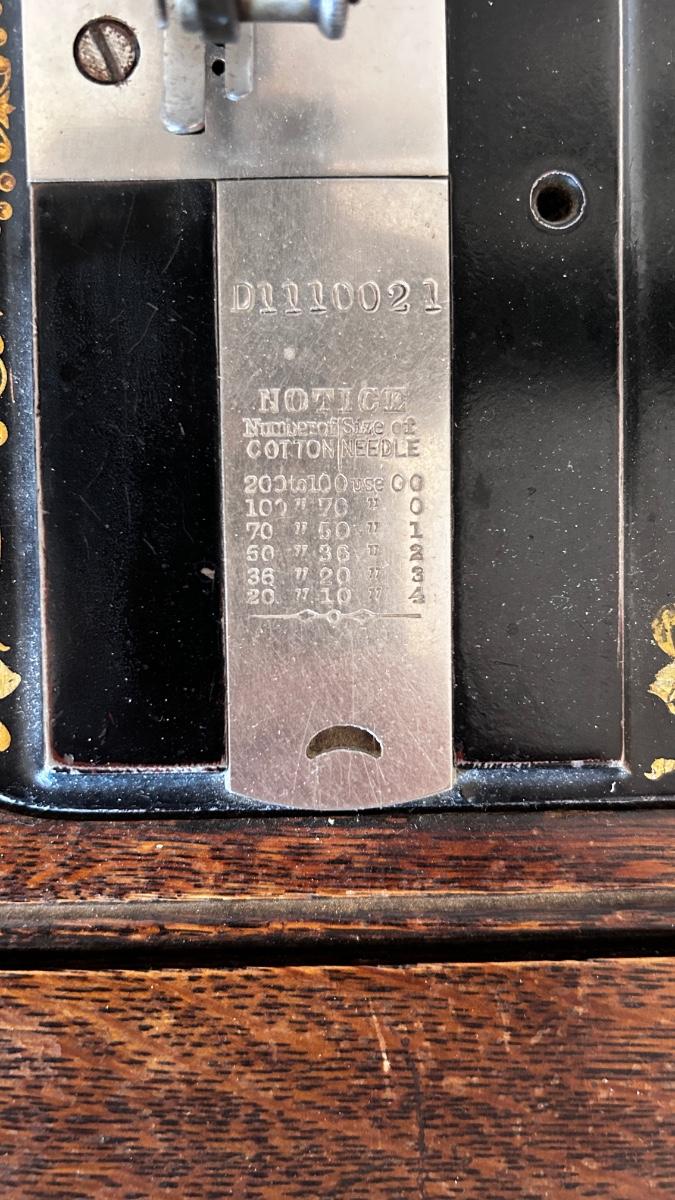 D1110021
NOTICE
Number of|Size of
COTTON|NEEDLE
200 to 100 use 00
100 " 70 " 0
70 " 50 " 1
50 " 36 " 2
36 " 20 " 3
20 " 10 " 4